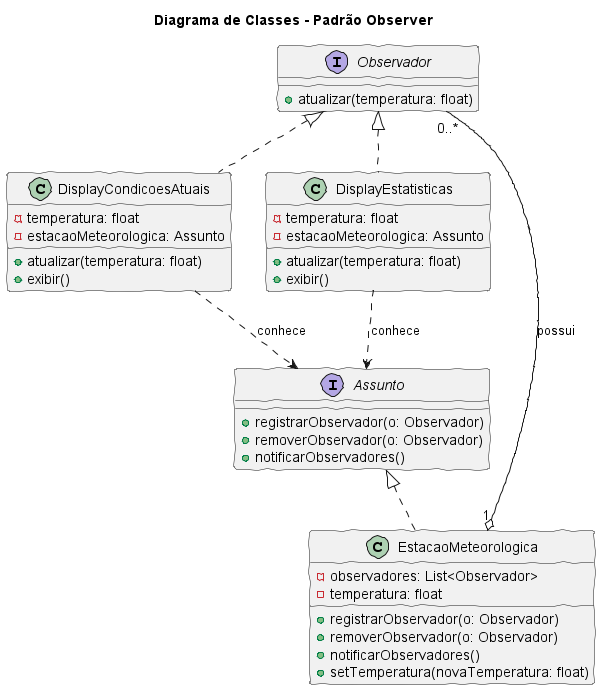 Diagrama de Classes - Padrão Observer
I Observador
atualizar(temperatura: float)
0..*
C DisplayCondicoesAtuais
temperatura: float
estacaoMeteorologica: Assunto
atualizar(temperatura: float)
exibir()
C DisplayEstatisticas
temperatura: float
estacaoMeteorologica: Assunto
atualizar(temperatura: float)
exibir()
conhece
conhece
possui
I Assunto
registrarObservador(o: Observador)
removerObservador(o: Observador)
notificarObservadores()
1
C EstacaoMeteorologica
observadores: List<Observador>
temperatura: float
registrarObservador(o: Observador)
removerObservador(o: Observador)
notificarObservadores()
setTemperatura(novaTemperatura: float)